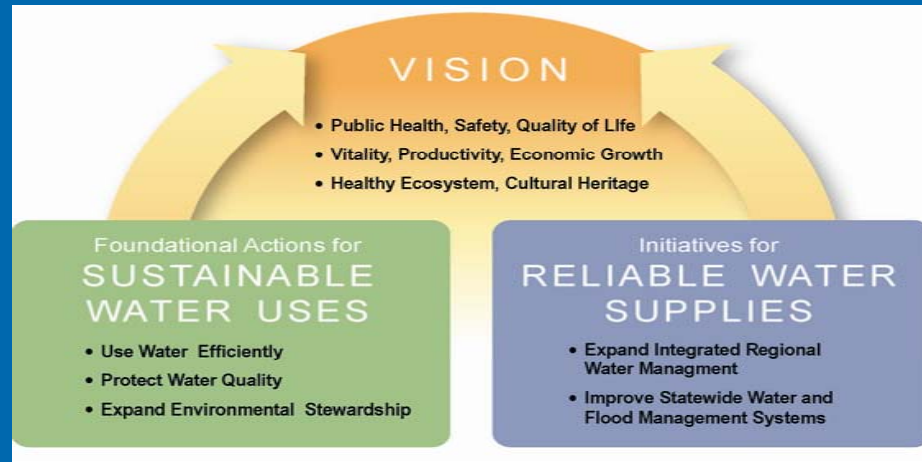 VISION
• Public Health, Safety, Quality of LIfe
• Vitality, Productivity, Economic Growth
• Healthy Ecosystem, Cultural Heritage
Foundational Actions for
SUSTAINABLE
WATER USES
• Use Water Efficiently
• Protect Water Quality
• Expand Environmental Stewardship
Initiatives for
RELIABLE WATER
SUPPLIES
• Expand Integrated Regional
Water Managment
• Improve Statewide Water and
Flood Management Systems